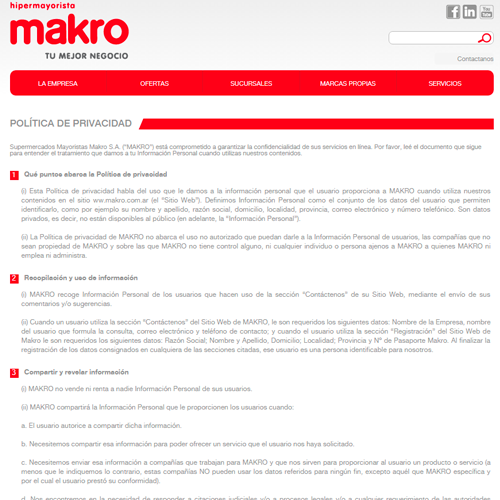 hipermayorista
makro
TU MEJOR NEGOCIO
Contactanos
LA EMPRESA OFERTAS SUCURSALES MARCAS PROPIAS SERVICIOS
POLÍTICA DE PRIVACIDAD
Supermercados Mayoristas Makro S.A. ("MAKRO") está comprometido a garantizar la confidencialidad de sus servicios en línea. Por favor, leé el documento que sigue
para entender el tratamiento que damos a tu Información Personal cuando utilizas nuestros contenidos.
1 Qué puntos abarca la Política de privacidad
(i) Esta Política de privacidad habla del uso que le damos a la información personal que el usuario proporciona a MAKRO cuando utiliza nuestros
contenidos en el sitio ww.makro.com.ar (el "Sitio Web"). Definimos Información Personal como el conjunto de los datos del usuario que permiten
identificarlo, como por ejemplo su nombre y apellido, razón social, domicilio, localidad, provincia, correo electrónico y número telefónico. Son datos
privados, es decir, no están disponibles al público (en adelante, la "Información Personal").
(ii) La Política de privacidad de MAKRO no abarca el uso no autorizado que puedan darle a la Información Personal de usuarios, las compañías que no
sean propiedad de MAKRO y sobre las que MAKRO no tiene control alguno, ni cualquier individuo o persona ajenos a MAKRO a quienes MAKRO ni
emplea ni administra.
2 Recopilación y uso de información
(i) MAKRO recoge Información Personal de los usuarios que hacen uso de la sección "Contáctenos" de su Sitio Web, mediante el envío de sus
comentarios y/o sugerencias.
(ii) Cuando un usuario utiliza la sección "Contáctenos" del Sitio Web de MAKRO, le son requeridos los siguientes datos: Nombre de la Empresa, nombre
del usuario que formula la consulta, correo electrónico y teléfono de contacto; y cuando el usuario utiliza la sección "Registración" del Sitio Web de
Makro le son requeridos los siguientes datos: Razón Social; Nombre y Apellido, Domicilio; Localidad; Provincia y Nº de Pasaporte Makro. Al finalizar la
registración de los datos consignados en cualquiera de las secciones citadas, ese usuario es una persona identificable para nosotros.
3 Compartir y revelar información
(i) MAKRO no vende ni renta a nadie Información Personal de sus usuarios.
(ii) MAKRO compartirá la Información Personal que le proporcionen los usuarios cuando:
a. El usuario autorice a compartir dicha información.
b. Necesitemos compartir esa información para poder ofrecer un servicio que el usuario nos haya solicitado.
c. Necesitemos enviar esa información a compañías que trabajan para MAKRO y que nos sirven para proporcionar al usuario un producto o servicio (a
menos que le indiquemos lo contrario, estas compañías NO pueden usar los datos referidos para ningún fin, excepto aquél que MAKRO especifica y
por el cual el usuario prestó su conformidad).
d. Nos encontremos en la necesidad de responder a citaciones judiciales y/o a procesos legales y/o a cualquier requerimiento de las autoridades